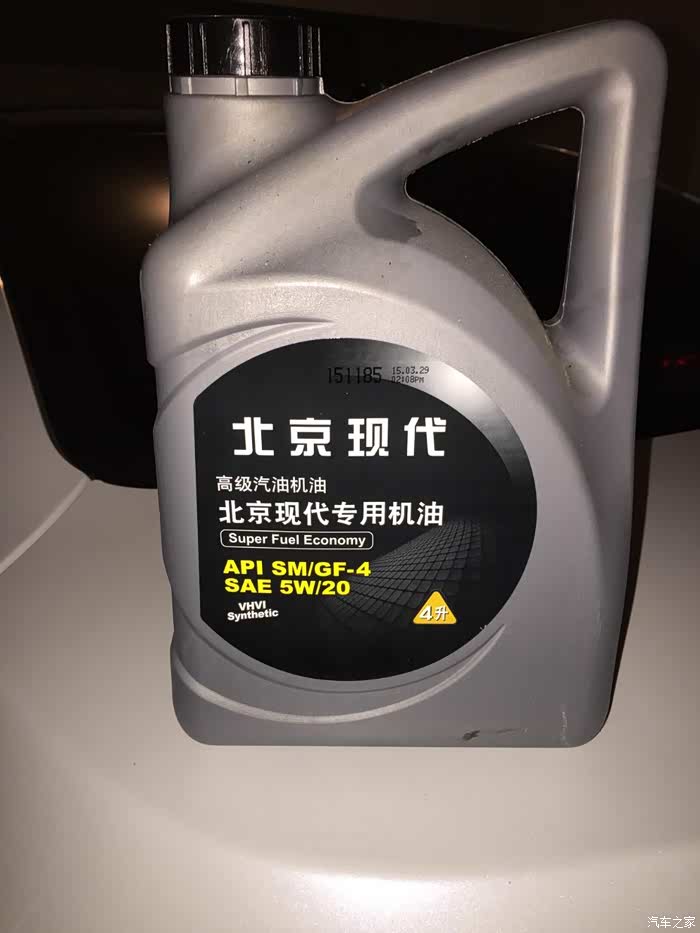 151185 15.03.29
02:08PM
北京现代
高级汽油机油
北京现代专用机油
Super Fuel Economy
API SM/GF-4
SAE 5W/20
VHVI
Synthetic
4升
汽车之家